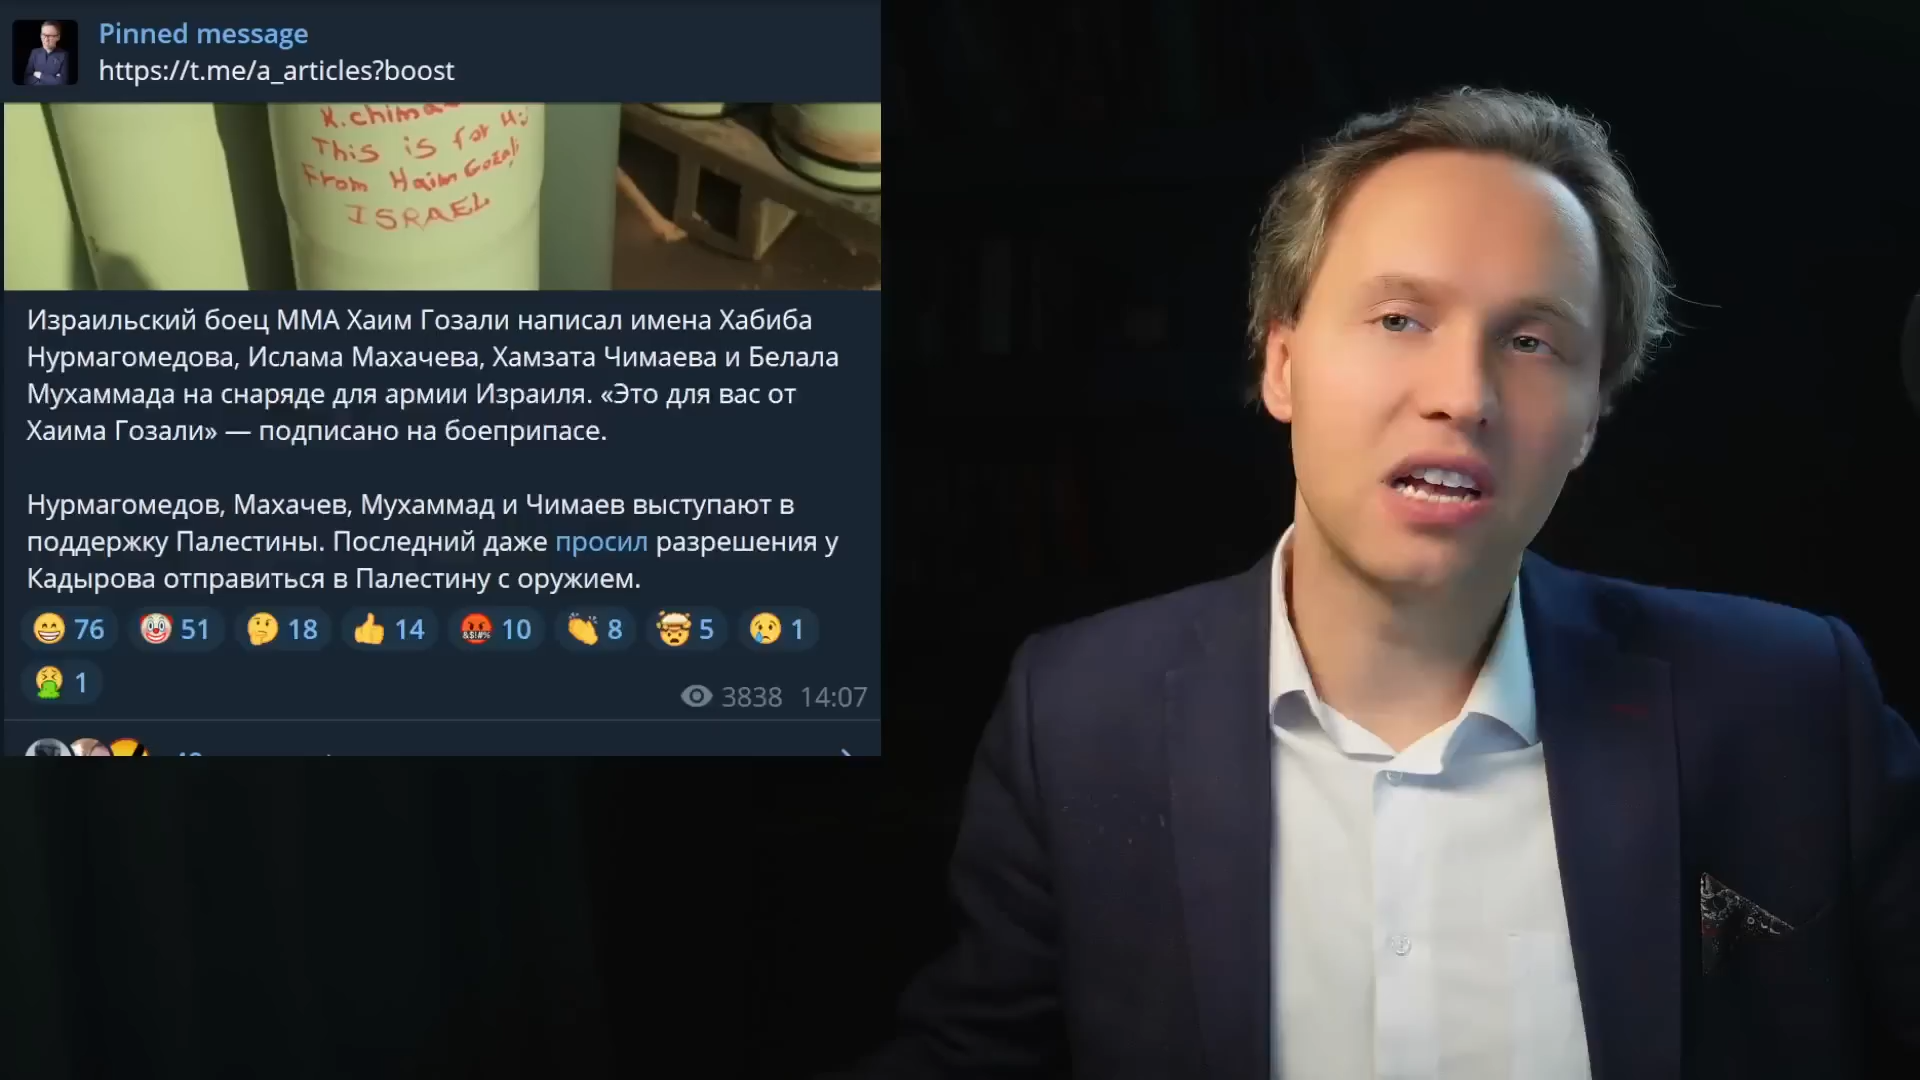 Pinned message
https://t.me/a_articles?boost
This is for
From Haim Gozali
ISRAEL
Израильский боец ММА Хаим Гозали написал имена Хабиба
Нурмагомедова, Ислама Махачева, Хамзата Чимаева и Белала
Мухаммада на снаряде для армии Израиля. «Это для вас от
Хаима Гозали» — подписано на боеприпасе.
Нурмагомедов, Махачев, Мухаммад и Чимаев выступают в
поддержку Палестины. Последний даже просил разрешения у
Кадырова отправиться в Палестину с оружием.
76 51 18 14 10 8 5 1
1
3838 14:07